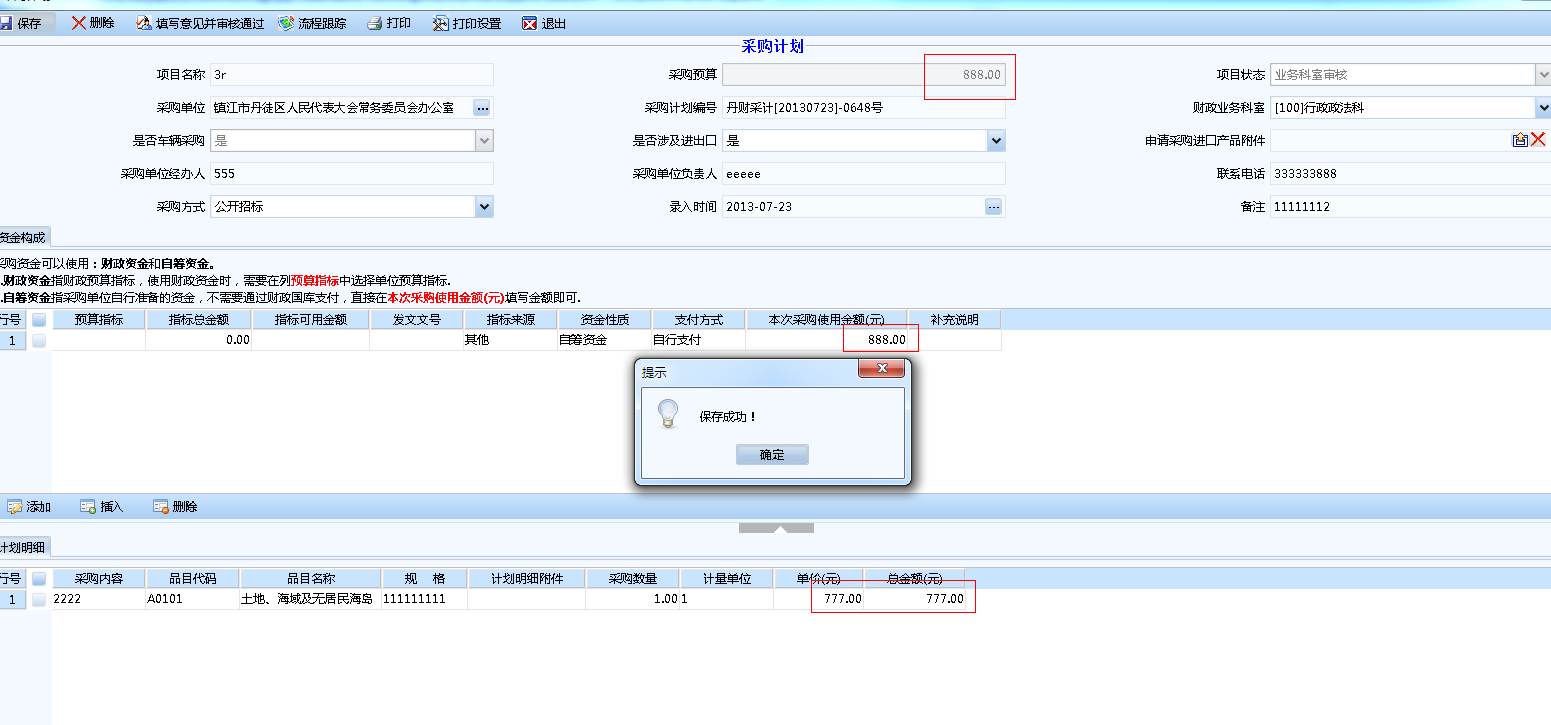 保存 删除 填写意见并审核通过 流程跟踪 打印 打印设置 退出
采购计划
项目名称 3r 采购预算 888.00 项目状态 业务科室审核
采购单位 镇江市丹徒区人民代表大会常务委员会办公室 采购计划编号 丹财采计[20130723]-0648号 财政业务科室 [100]行政政法科
是否车辆采购 是 是否涉及进出口 是 申请采购进口产品附件
采购单位经办人 555 采购单位负责人 eeeee 联系电话 333333888
采购方式 公开招标 录入时间 2013-07-23 备注 11111112
资金构成
采购资金可以使用：财政资金和自筹资金。
.财政资金指财政预算指标，使用财政资金时，需要在列预算指标中选择单位预算指标.
.自筹资金指采购单位自行准备的资金，不需要通过财政国库支付，直接在本次采购使用金额(元)填写金额即可.
行号 预算指标 指标总金额 指标可用金额 发文文号 指标来源 资金性质 支付方式 本次采购使用金额(元) 补充说明
1 0.00 其他 自筹资金 自行支付 888.00
提示
保存成功！
确定
添加 插入 删除
计划明细
行号 采购内容 品目代码 品目名称 规 格 计划明细附件 采购数量 计量单位 单价(元) 总金额(元)
1 2222 A0101 土地、海域及无居民海岛 111111111 1.00 1 777.00 777.00